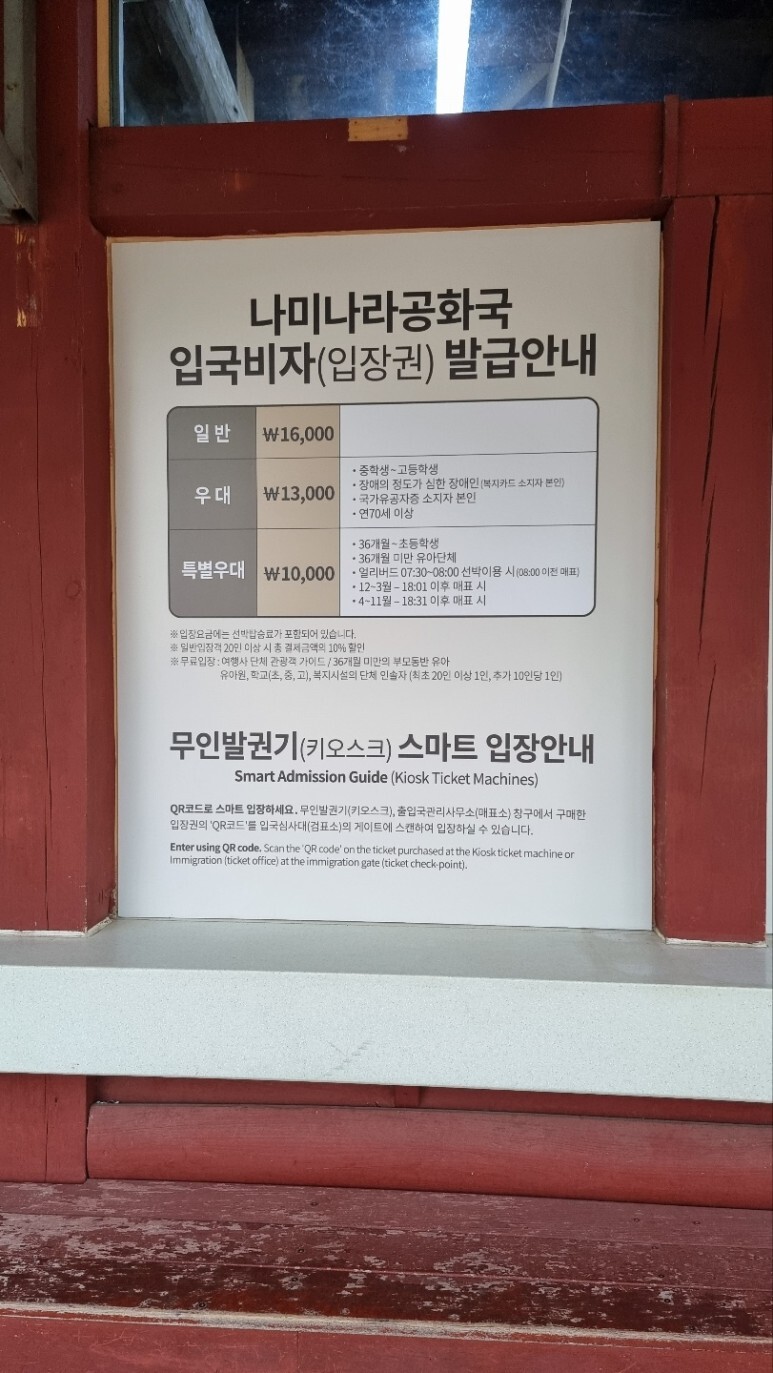 나미나라공화국
입국비자(입장권) 발급안내
일반 ₩16,000
우대 ₩13,000
• 중학생~고등학생
• 장애의 정도가 심한 장애인(복지카드 소지자 본인)
• 국가유공자증 소지자 본인
• 연70세 이상
특별우대 ₩10,000
• 36개월~초등학생
• 36개월 미만 유아단체
• 얼리버드 07:30~08:00 선박이용 시(08:00 이전 매표)
• 12~3월 – 18:01 이후 매표 시
• 4~11월 – 18:31 이후 매표 시
※ 입장요금에는 선박탑승료가 포함되어 있습니다.
※ 일반입장객 20인 이상 시 총 결제금액의 10% 할인
※ 무료입장 : 여행사 단체 관광객 가이드 / 36개월 미만의 부모동반 유아
유아원, 학교(초, 중, 고), 복지시설의 단체 인솔자 (최초 20인 이상 1인, 추가 10인당 1인)
무인발권기(키오스크) 스마트 입장안내
Smart Admission Guide (Kiosk Ticket Machines)
QR코드로 스마트 입장하세요. 무인발권기(키오스크), 출입국관리사무소(매표소) 창구에서 구매한
입장권의 'QR코드'를 입국심사대(검표소)의 게이트에 스캔하여 입장하실 수 있습니다.
Enter using QR code. Scan the 'QR code' on the ticket purchased at the Kiosk ticket machine or
Immigration (ticket office) at the immigration gate (ticket check-point).